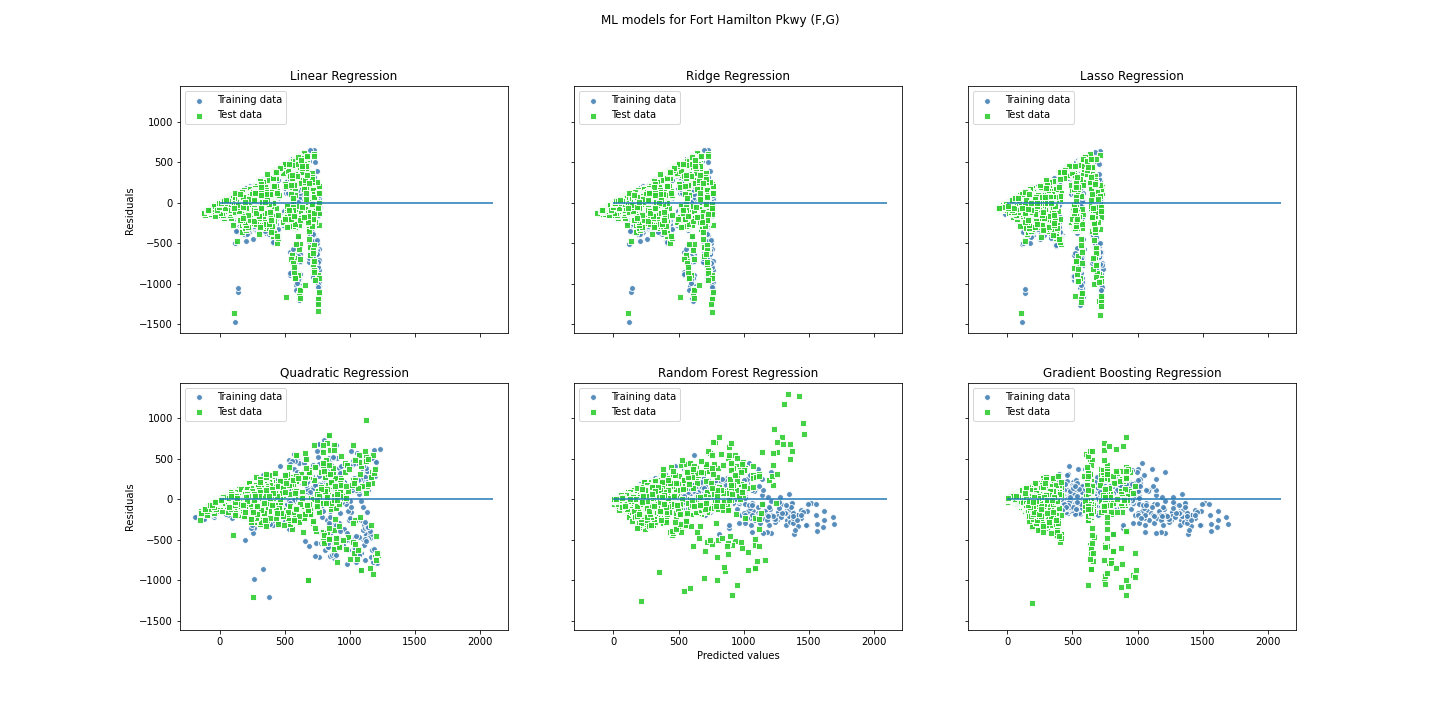 ML models for Fort Hamilton Pkwy (F,G)
Linear Regression
Ridge Regression
Lasso Regression
Training data
Test data
Training data
Test data
Training data
Test data
1000
500
0
−500
−1000
−1500
Residuals
Quadratic Regression
Random Forest Regression
Gradient Boosting Regression
Training data
Test data
Training data
Test data
Training data
Test data
1000
500
0
−500
−1000
−1500
Residuals
0 500 1000 1500 2000
0 500 1000 1500 2000
0 500 1000 1500 2000
Predicted values